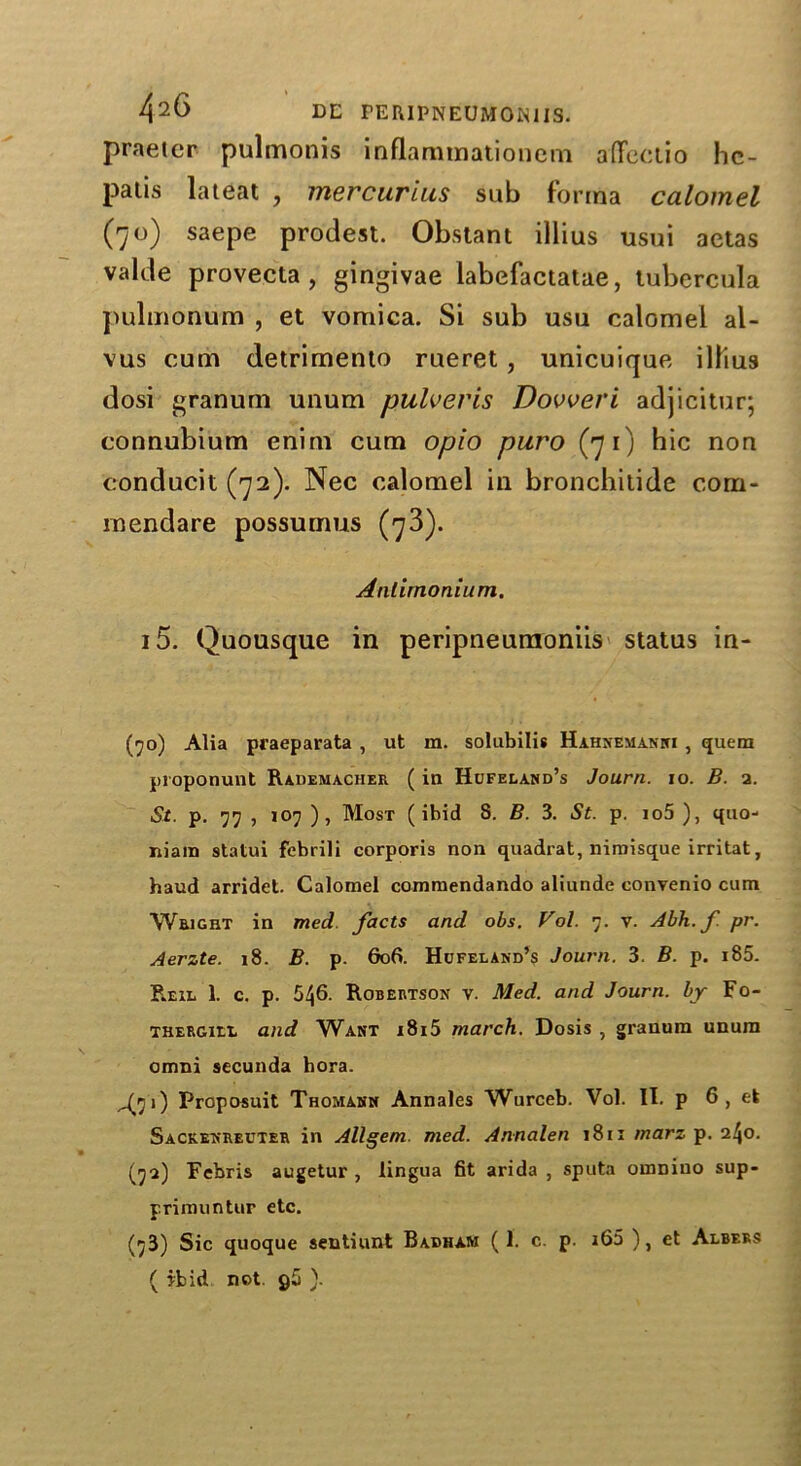 426 DE PERIPNEUMONIIS.
praeter pulmonis inflammationem affectio he-
patis lateat , mercurius sub forma calomel
(70) saepe prodest. Obstant illius usui aetas
valde provecta , gingivae labefactatae, tubercula
pulmonum , et vomica. Si sub usu calomel al-
vus cum detrimento rueret , unicuique illius
dosi granum unum pulveris Dovveri adjicitur;
connubium enim cum opio puro (71) hic non
conducit (72). Nec calomel in bronchitide com-
mendare possumus (73).
Antimonium.
15. Quousque in peripneumoniis status in-
(70) Alia praeparata , ut m. solubilis Hahnemanni , quem
proponunt Rademacher ( in Hufeland's Journ. 10. B. 2.
St. p. 77 , 107 ), Most ( ibid 8. B. 3. St. p. 105 ), quo-
niam statui febrili corporis non quadrat, nimisque irritat,
haud arridet. Calomel commendando aliunde convenio cum
Wright in med. facts and obs. Vol. 7. v. Abh. f. pr.
Aerzte. 18. B. p. 606. Hufeland's Journ. 3. B. p. 185.
Reil l. c. p. 546. Robertson v. Med. and Journ. by Fo-
thergill and Want 1815 march. Dosis , granum unum
omni secunda hora.
(71) Proposuit Thomann Annales Wurceb. Vol. II. p 6 , et
Sackenreuter in Allgem. med. Annalen 1811 marz p. 240.
(72) Febris augetur , lingua fit arida , sputa omnino sup-
primuntur etc.
(73) Sic quoque sentiunt Badham ( l. c. p. 165 ), et Albers
( ibid. not. 95 ).